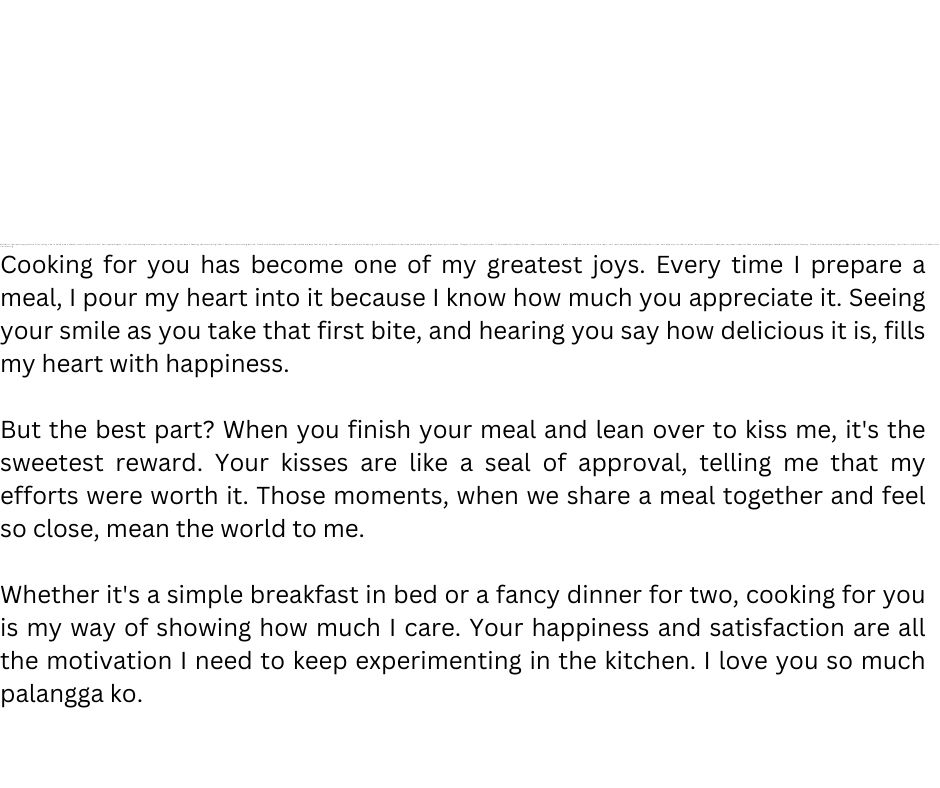 Cooking for you has become one of my greatest joys. Every time I prepare a
meal, I pour my heart into it because I know how much you appreciate it. Seeing
your smile as you take that first bite, and hearing you say how delicious it is, fills
my heart with happiness.
But the best part? When you finish your meal and lean over to kiss me, it's the
sweetest reward. Your kisses are like a seal of approval, telling me that my
efforts were worth it. Those moments, when we share a meal together and feel
so close, mean the world to me.
Whether it's a simple breakfast in bed or a fancy dinner for two, cooking for you
is my way of showing how much I care. Your happiness and satisfaction are all
the motivation I need to keep experimenting in the kitchen. I love you so much
palangga ko.